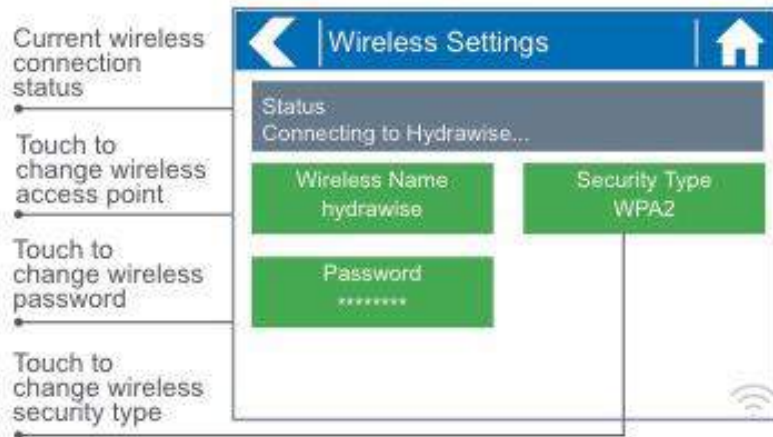 Current wireless
connection
status
Touch to
change wireless
access point
Touch to
change wireless
password
Touch to
change wireless
security type
Wireless Settings
Status
Connecting to Hydrawise...
Wireless Name
hydrawise
Security Type
WPA2
Password
********